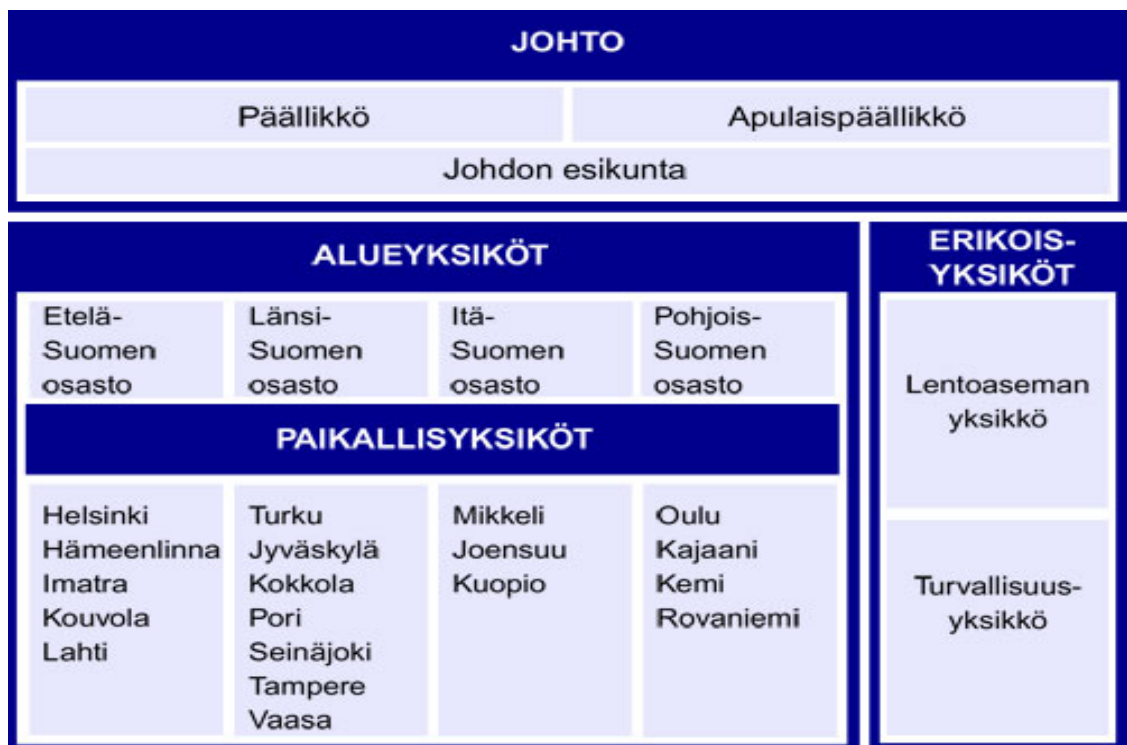 JOHTO
Päällikkö
Apulaispäällikkö
Johdon esikunta
ALUEYKSIKÖT
Etelä-
Suomen
osasto
Länsi-
Suomen
osasto
Itä-
Suomen
osasto
Pohjois-
Suomen
osasto
PAIKALLISYKSIKÖT
Helsinki
Hämeenlinna
Imatra
Kouvola
Lahti
Turku
Jyväskylä
Kokkola
Pori
Seinäjoki
Tampere
Vaasa
Mikkeli
Joensuu
Kuopio
Oulu
Kajaani
Kemi
Rovaniemi
ERIKOIS-
YKSIKÖT
Lentoaseman
yksikkö
Turvallisuus-
yksikkö